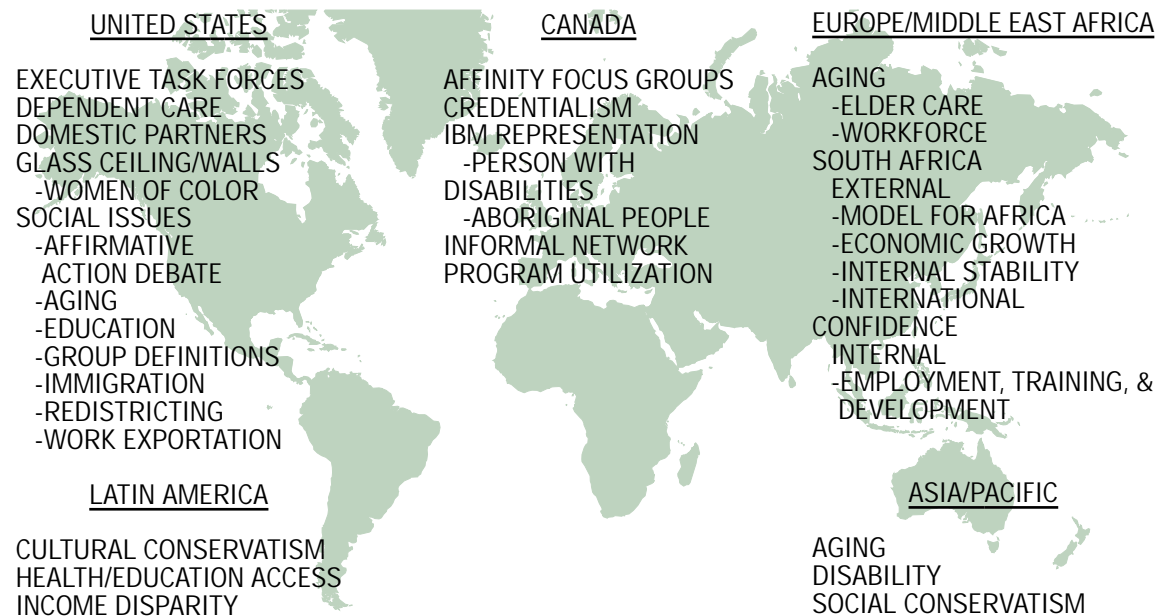 UNITED STATES
EXECUTIVE TASK FORCES
DEPENDENT CARE
DOMESTIC PARTNERS
GLASS CEILING/WALLS
-WOMEN OF COLOR
SOCIAL ISSUES
-AFFIRMATIVE
ACTION DEBATE
-AGING
-EDUCATION
-GROUP DEFINITIONS
-IMMIGRATION
-REDISTRICTING
-WORK EXPORTATION
LATIN AMERICA
CULTURAL CONSERVATISM
HEALTH/EDUCATION ACCESS
INCOME DISPARITY
CANADA
AFFINITY FOCUS GROUPS
CREDENTIALISM
IBM REPRESENTATION
-PERSON WITH
DISABILITIES
-ABORIGINAL PEOPLE
INFORMAL NETWORK
PROGRAM UTILIZATION
EUROPE/MIDDLE EAST AFRICA
AGING
-ELDER CARE
-WORKFORCE
SOUTH AFRICA
EXTERNAL
-MODEL FOR AFRICA
-ECONOMIC GROWTH
-INTERNAL STABILITY
-INTERNATIONAL
CONFIDENCE
INTERNAL
-EMPLOYMENT, TRAINING, &
DEVELOPMENT
ASIA/PACIFIC
AGING
DISABILITY
SOCIAL CONSERVATISM